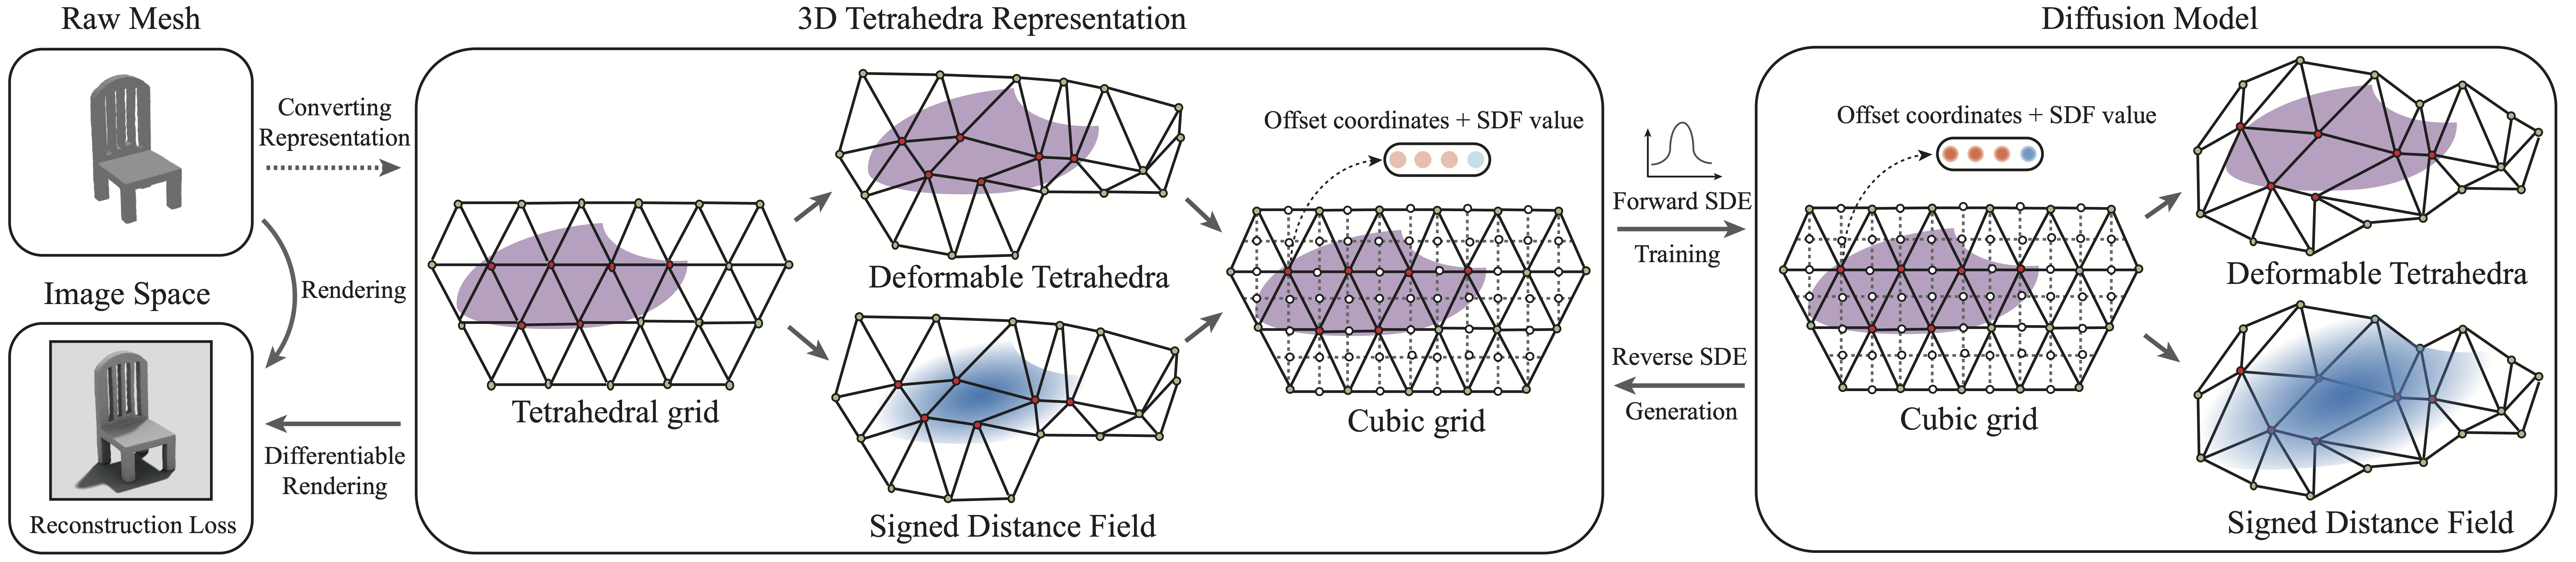 Raw Mesh
3D Tetrahedra Representation
Diffusion Model
Converting
Representation
Rendering
Image Space
Reconstruction Loss
Differentiable
Rendering
Tetrahedral grid
Deformable Tetrahedra
Signed Distance Field
Offset coordinates + SDF value
Cubic grid
Forward SDE
Training
Reverse SDE
Generation
Offset coordinates + SDF value
Cubic grid
Deformable Tetrahedra
Signed Distance Field